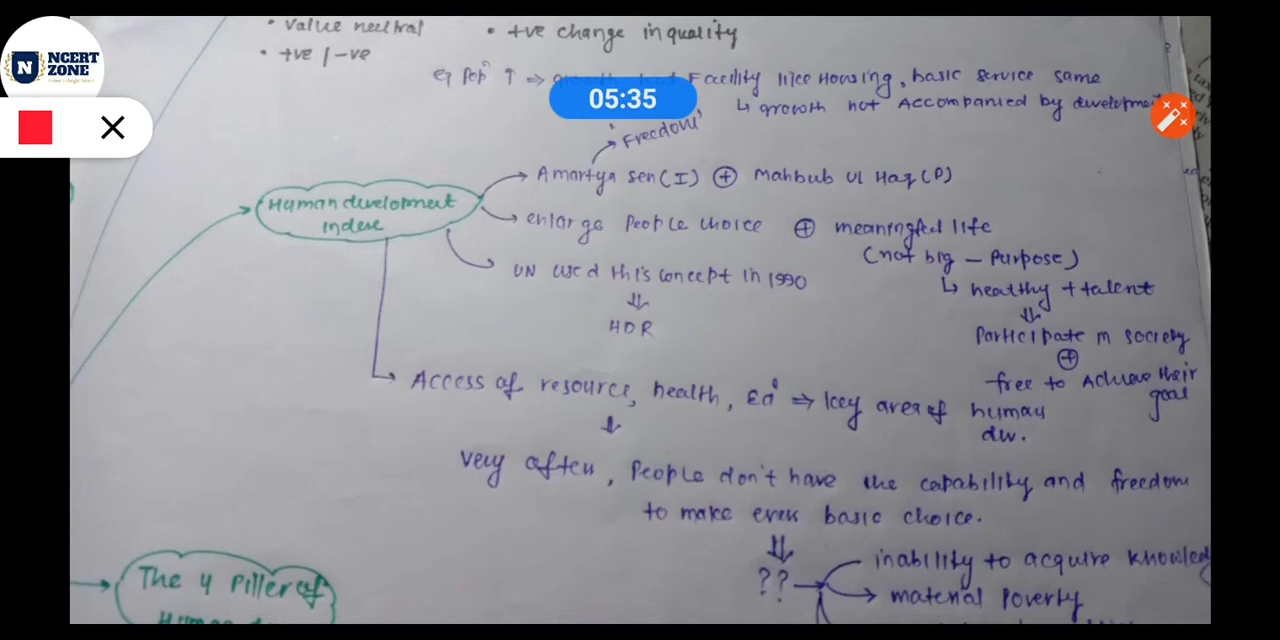 NCERT
ZONE
• value neutral
• +ve change in quality
• +ve / -ve
eg Popⁿ ↑ ⇒ Facility like Housing, basic service same
↳ growth not Accompanied by development
05:35
"Freedom"
Amartya sen (I) ⊕ Mahbub Ul Haq (P)
Human development
index
enlarge People choice ⊕ meaningful life
(not big - Purpose)
↳ healthy + talent
UN used this concept in 1990
⇓
HDR
⇓
Participate in society
⊕
free to Achieve their
goal
Access of resource, health, Edⁿ ⇒ Key area of human
dev.
Very often, People don't have the capability and freedom
to make even basic choice.
⇓
??
inability to acquire knowledg
material Poverty
The 4 Piller of